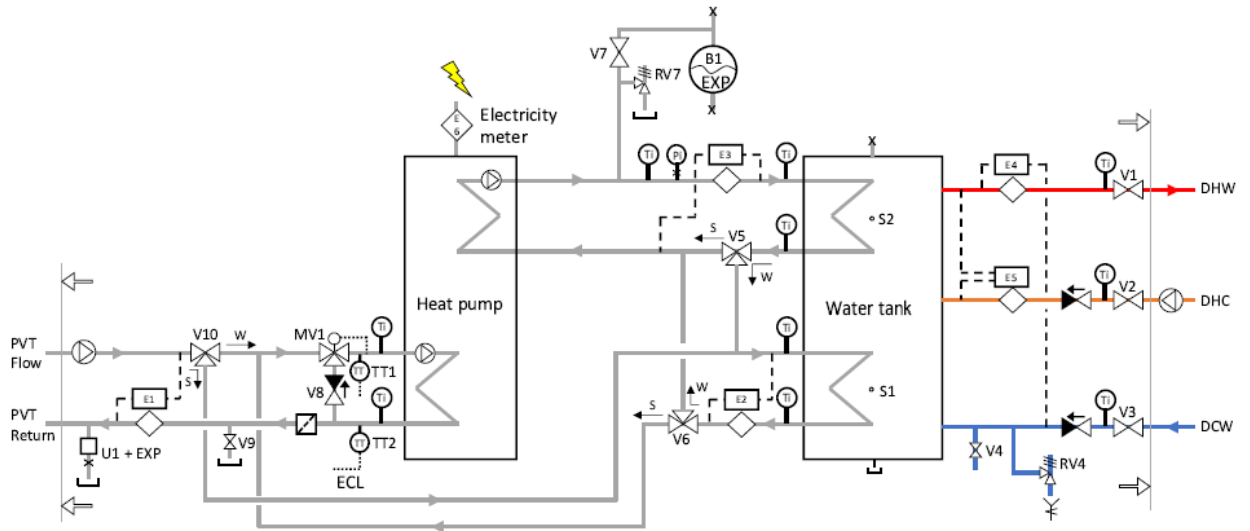 V7
B1
EXP
RV7
E
6
Electricity
meter
Ti
Pi
E3
Ti
E4
Ti
V1
DHW
S2
S
V5
Ti
W
E5
Ti
V2
DHC
Heat pump
Water tank
PVT
Flow
V10
W
S
MV1
Ti
TT
TT1
V8
Ti
E1
PVT
Return
U1 + EXP
V9
Ti
TT
TT2
ECL
S
W
V6
E2
Ti
S1
Ti
V3
DCW
V4
RV4